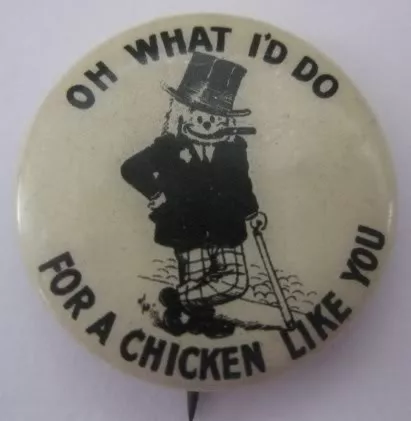 OH WHAT I'D DO
FOR A CHICKEN LIKE YOU